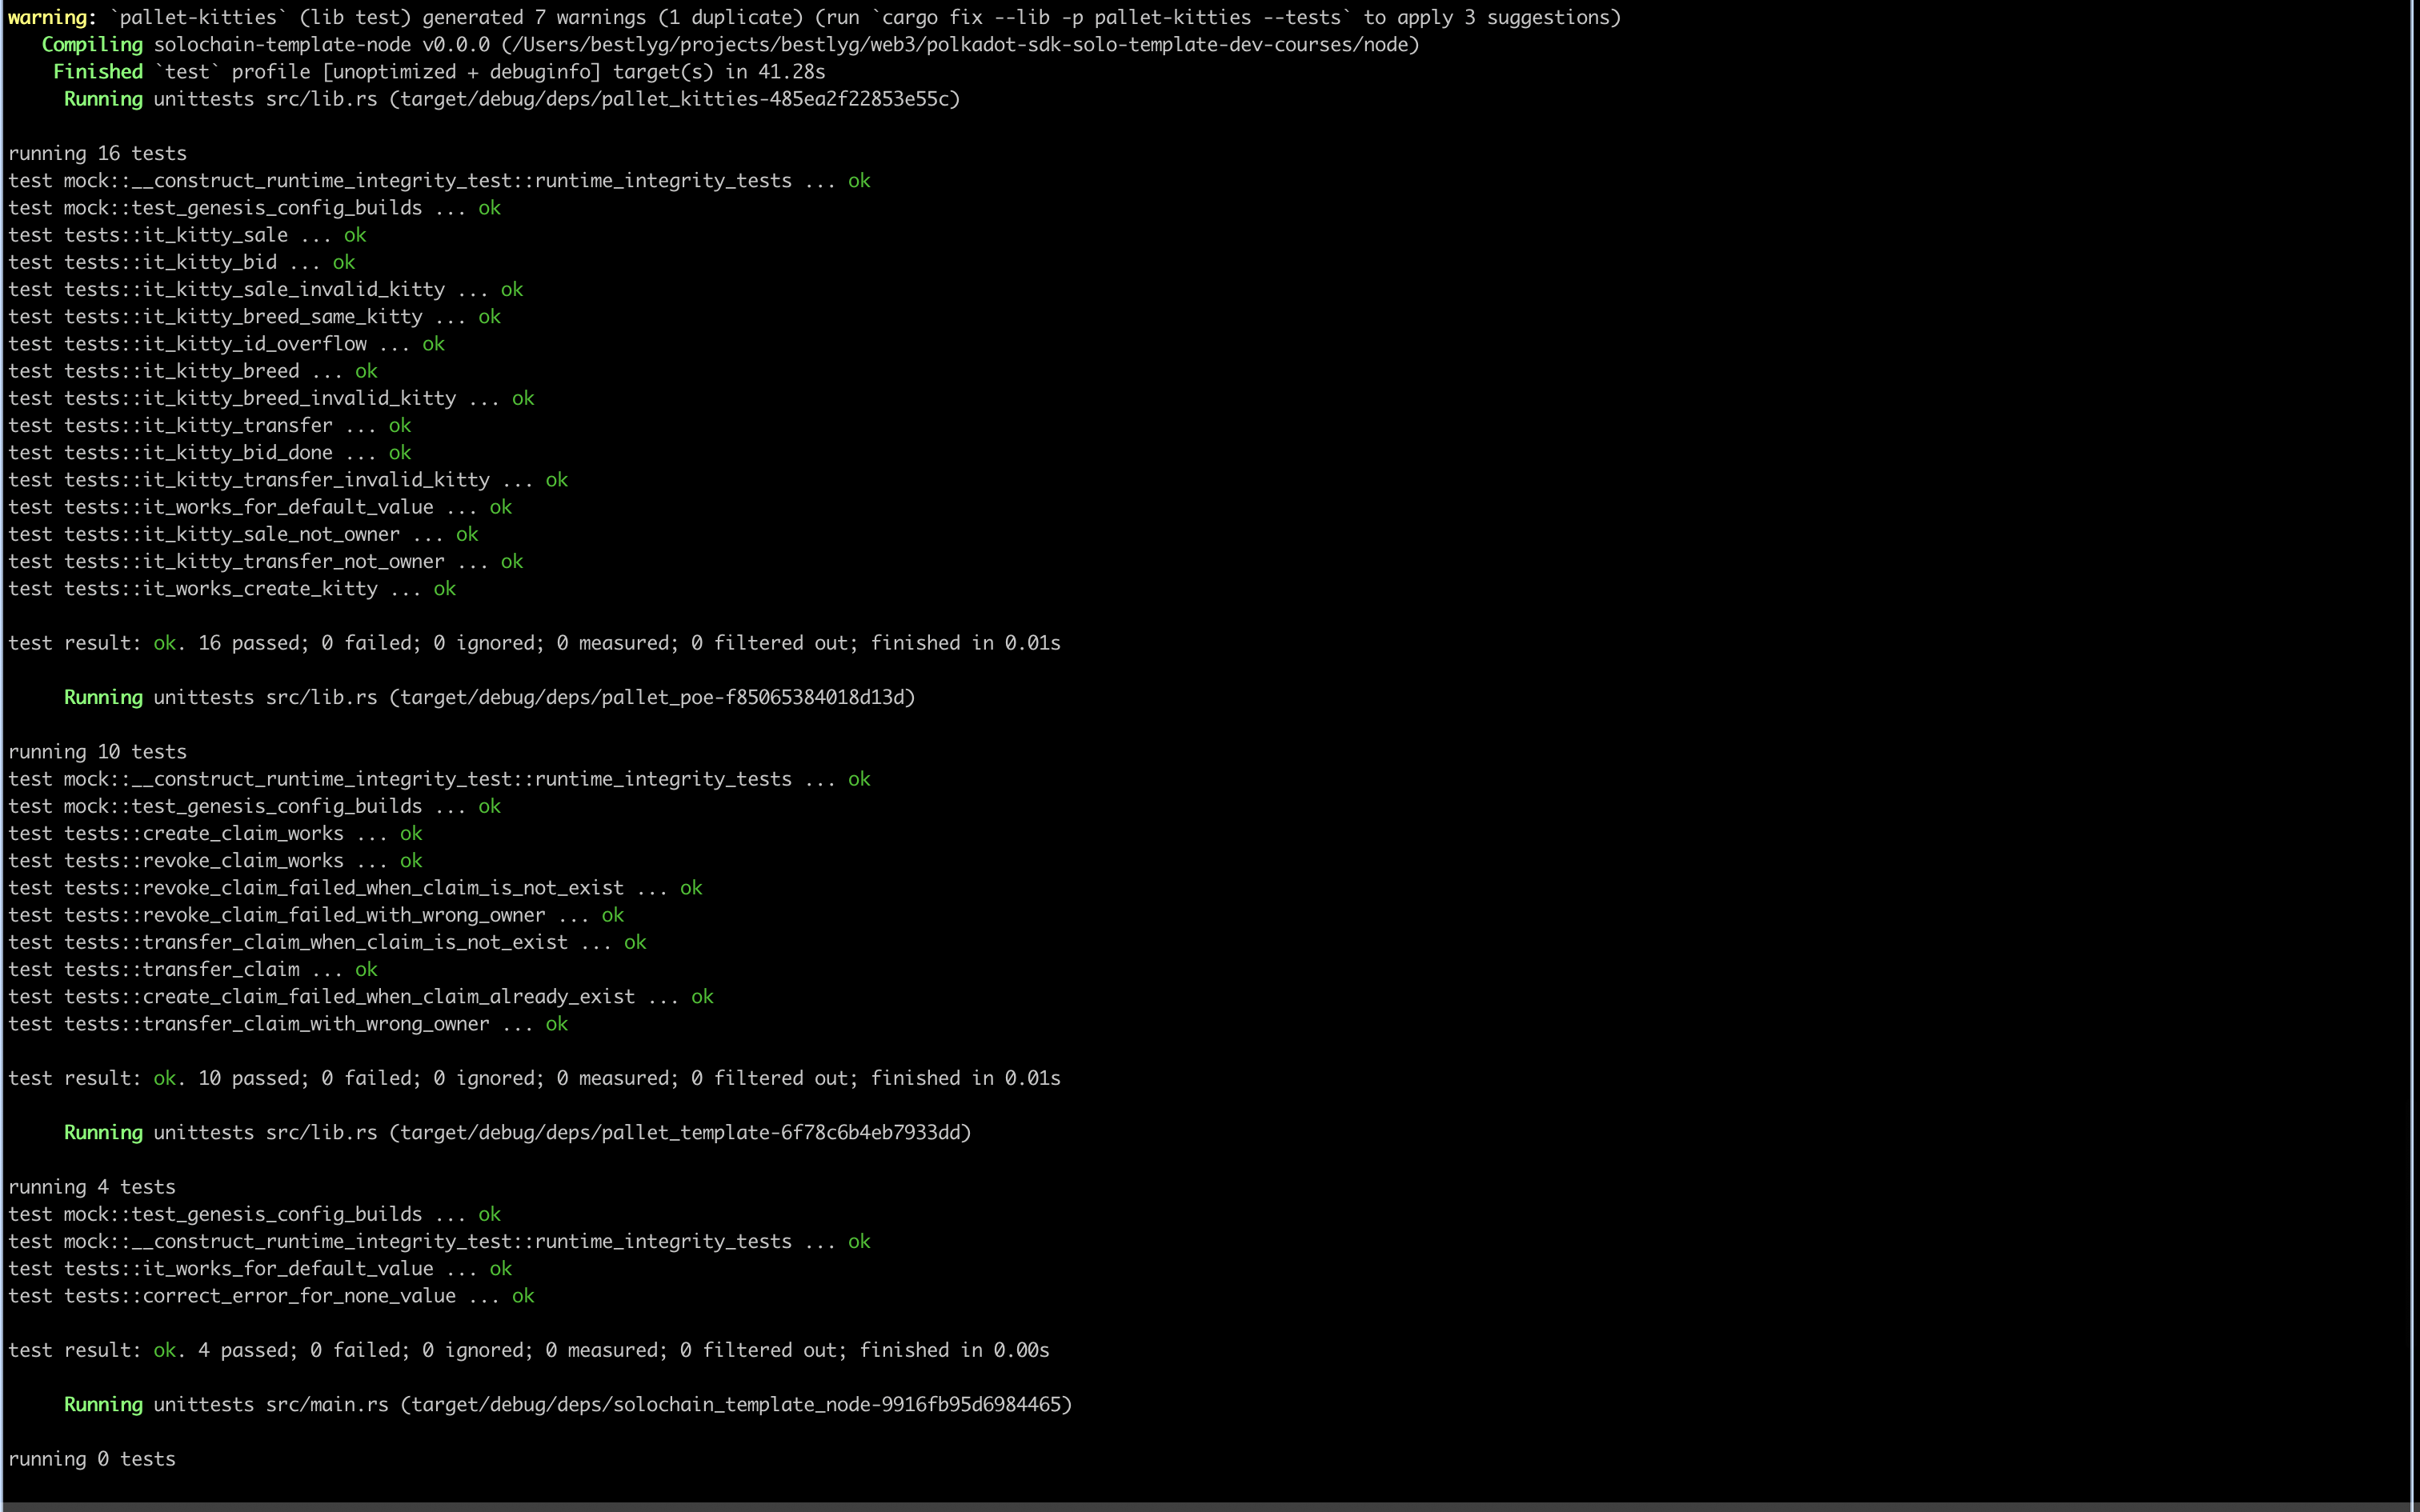 warning: `pallet-kitties` (lib test) generated 7 warnings (1 duplicate) (run `cargo fix --lib -p pallet-kitties --tests` to apply 3 suggestions)
Compiling solochain-template-node v0.0.0 (/Users/bestlyg/projects/bestlyg/web3/polkadot-sdk-solo-template-dev-courses/node)
Finished `test` profile [unoptimized + debuginfo] target(s) in 41.28s
Running unittests src/lib.rs (target/debug/deps/pallet_kitties-485ea2f22853e55c)
running 16 tests
test mock::__construct_runtime_integrity_test::runtime_integrity_tests ... ok
test mock::test_genesis_config_builds ... ok
test tests::it_kitty_sale ... ok
test tests::it_kitty_bid ... ok
test tests::it_kitty_sale_invalid_kitty ... ok
test tests::it_kitty_breed_same_kitty ... ok
test tests::it_kitty_id_overflow ... ok
test tests::it_kitty_breed ... ok
test tests::it_kitty_breed_invalid_kitty ... ok
test tests::it_kitty_transfer ... ok
test tests::it_kitty_bid_done ... ok
test tests::it_kitty_transfer_invalid_kitty ... ok
test tests::it_works_for_default_value ... ok
test tests::it_kitty_sale_not_owner ... ok
test tests::it_kitty_transfer_not_owner ... ok
test tests::it_works_create_kitty ... ok
test result: ok. 16 passed; 0 failed; 0 ignored; 0 measured; 0 filtered out; finished in 0.01s
Running unittests src/lib.rs (target/debug/deps/pallet_poe-f85065384018d13d)
running 10 tests
test mock::__construct_runtime_integrity_test::runtime_integrity_tests ... ok
test mock::test_genesis_config_builds ... ok
test tests::create_claim_works ... ok
test tests::revoke_claim_works ... ok
test tests::revoke_claim_failed_when_claim_is_not_exist ... ok
test tests::revoke_claim_failed_with_wrong_owner ... ok
test tests::transfer_claim_when_claim_is_not_exist ... ok
test tests::transfer_claim ... ok
test tests::create_claim_failed_when_claim_already_exist ... ok
test tests::transfer_claim_with_wrong_owner ... ok
test result: ok. 10 passed; 0 failed; 0 ignored; 0 measured; 0 filtered out; finished in 0.01s
Running unittests src/lib.rs (target/debug/deps/pallet_template-6f78c6b4eb7933dd)
running 4 tests
test mock::test_genesis_config_builds ... ok
test mock::__construct_runtime_integrity_test::runtime_integrity_tests ... ok
test tests::it_works_for_default_value ... ok
test tests::correct_error_for_none_value ... ok
test result: ok. 4 passed; 0 failed; 0 ignored; 0 measured; 0 filtered out; finished in 0.00s
Running unittests src/main.rs (target/debug/deps/solochain_template_node-9916fb95d6984465)
running 0 tests